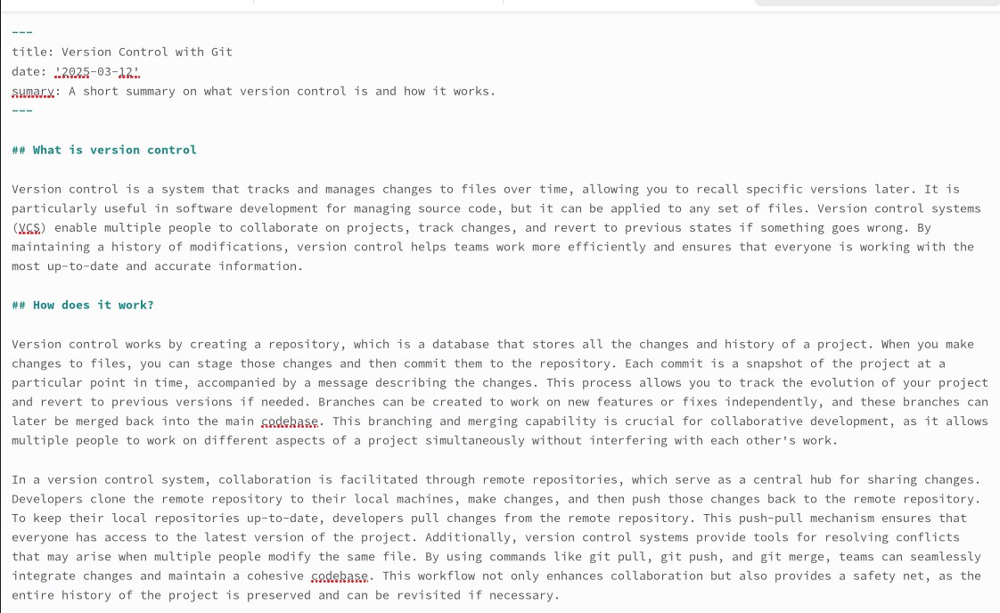 ---
title: Version Control with Git
date: '2025-03-12'
sumary: A short summary on what version control is and how it works.
---
## What is version control
Version control is a system that tracks and manages changes to files over time, allowing you to recall specific versions later. It is
particularly useful in software development for managing source code, but it can be applied to any set of files. Version control systems
(VCS) enable multiple people to collaborate on projects, track changes, and revert to previous states if something goes wrong. By
maintaining a history of modifications, version control helps teams work more efficiently and ensures that everyone is working with the
most up-to-date and accurate information.
## How does it work?
Version control works by creating a repository, which is a database that stores all the changes and history of a project. When you make
changes to files, you can stage those changes and then commit them to the repository. Each commit is a snapshot of the project at a
particular point in time, accompanied by a message describing the changes. This process allows you to track the evolution of your project
and revert to previous versions if needed. Branches can be created to work on new features or fixes independently, and these branches can
later be merged back into the main codebase. This branching and merging capability is crucial for collaborative development, as it allows
multiple people to work on different aspects of a project simultaneously without interfering with each other's work.
In a version control system, collaboration is facilitated through remote repositories, which serve as a central hub for sharing changes.
Developers clone the remote repository to their local machines, make changes, and then push those changes back to the remote repository.
To keep their local repositories up-to-date, developers pull changes from the remote repository. This push-pull mechanism ensures that
everyone has access to the latest version of the project. Additionally, version control systems provide tools for resolving conflicts
that may arise when multiple people modify the same file. By using commands like git pull, git push, and git merge, teams can seamlessly
integrate changes and maintain a cohesive codebase. This workflow not only enhances collaboration but also provides a safety net, as the
entire history of the project is preserved and can be revisited if necessary.